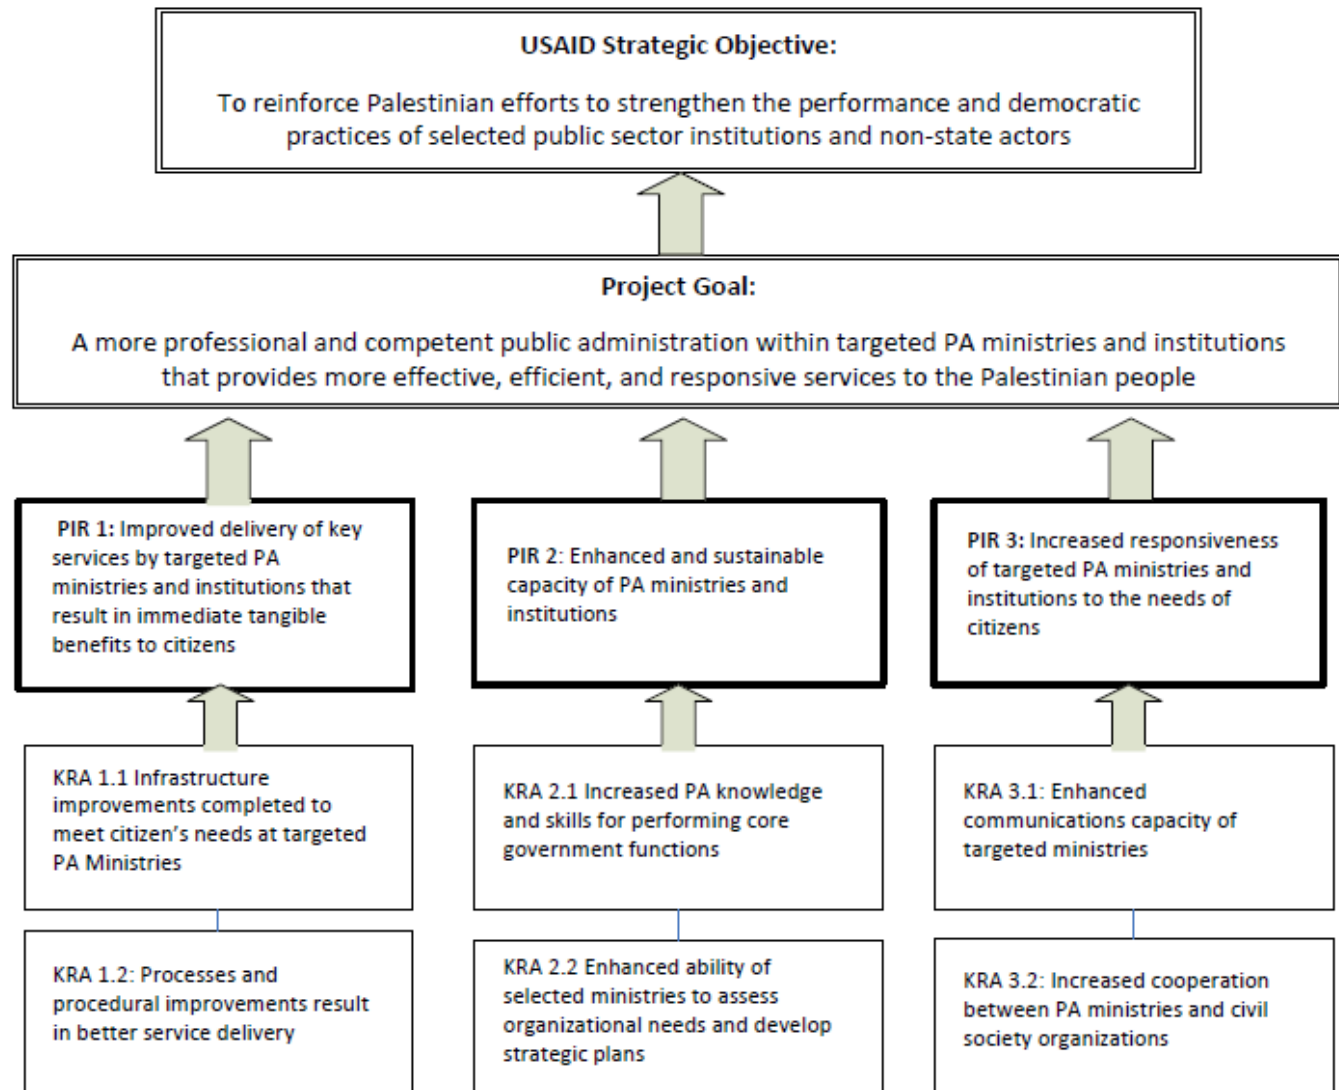 USAID Strategic Objective:
To reinforce Palestinian efforts to strengthen the performance and democratic
practices of selected public sector institutions and non-state actors
Project Goal:
A more professional and competent public administration within targeted PA ministries and institutions
that provides more effective, efficient, and responsive services to the Palestinian people
PIR 1: Improved delivery of key
services by targeted PA
ministries and institutions that
result in immediate tangible
benefits to citizens
PIR 2: Enhanced and sustainable
capacity of PA ministries and
institutions
PIR 3: Increased responsiveness
of targeted PA ministries and
institutions to the needs of
citizens
KRA 1.1 Infrastructure
improvements completed to
meet citizen’s needs at targeted
PA Ministries
KRA 2.1 Increased PA knowledge
and skills for performing core
government functions
KRA 3.1: Enhanced
communications capacity of
targeted ministries
KRA 1.2: Processes and
procedural improvements result
in better service delivery
KRA 2.2 Enhanced ability of
selected ministries to assess
organizational needs and develop
strategic plans
KRA 3.2: Increased cooperation
between PA ministries and civil
society organizations